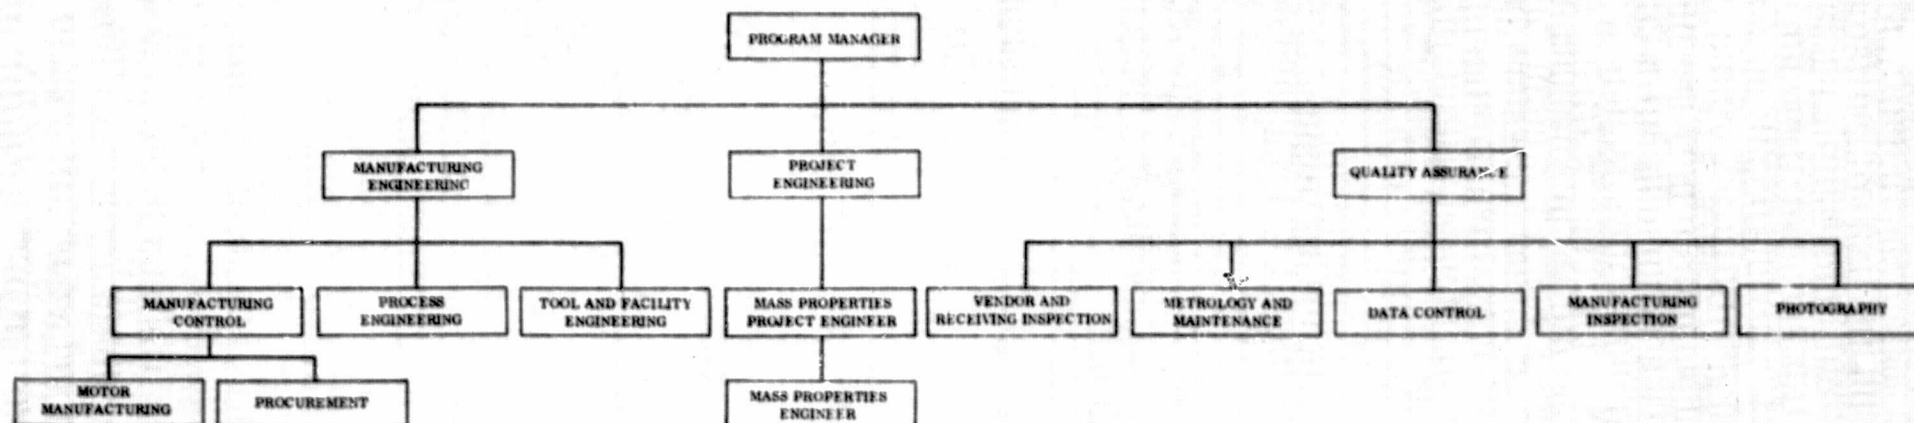 PROGRAM MANAGER
MANUFACTURING
ENGINEERING
PROJECT
ENGINEERING
QUALITY ASSURANCE
MANUFACTURING
CONTROL
PROCESS
ENGINEERING
TOOL AND FACILITY
ENGINEERING
MASS PROPERTIES
PROJECT ENGINEER
VENDOR AND
RECEIVING INSPECTION
METROLOGY AND
MAINTENANCE
DATA CONTROL
MANUFACTURING
INSPECTION
PHOTOGRAPHY
MOTOR
MANUFACTURING
PROCUREMENT
MASS PROPERTIES
ENGINEER